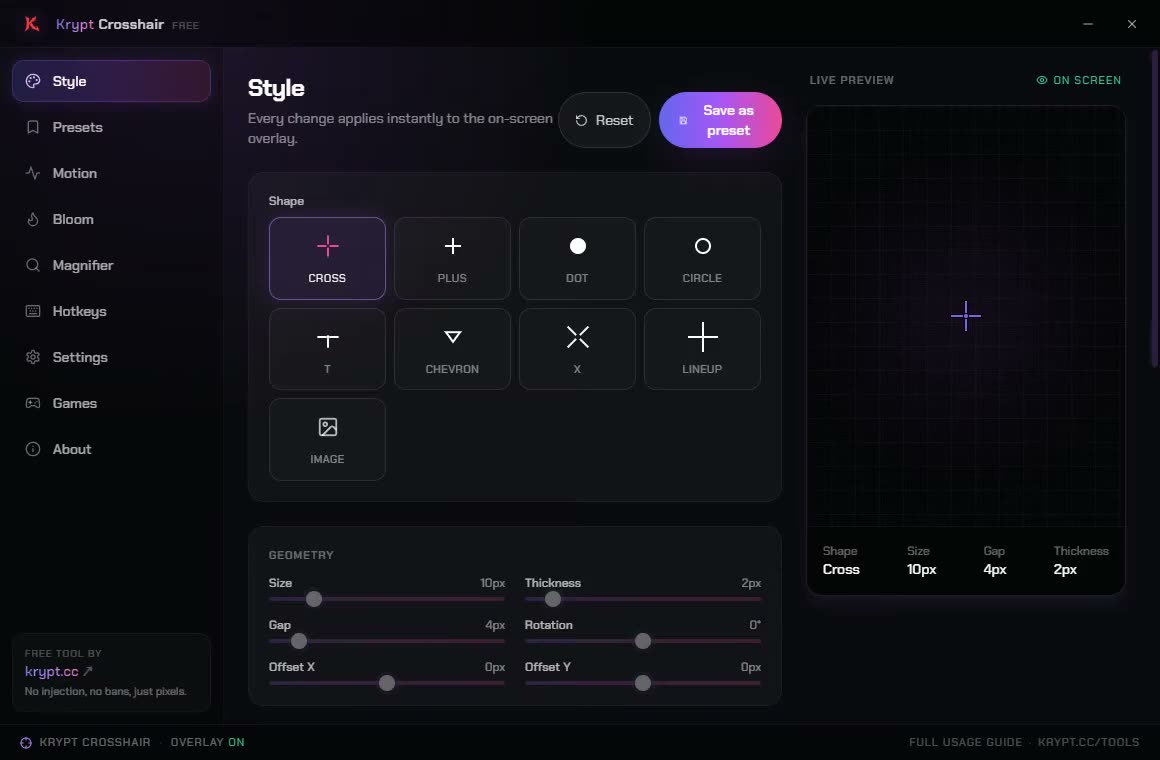 Krypt Crosshair FREE
Style
Presets
Motion
Bloom
Magnifier
Hotkeys
Settings
Games
About
FREE TOOL BY
krypt.cc ↗
No injection, no bans, just pixels.
Style
Every change applies instantly to the on-screen
overlay.
Reset
Save as
preset
Shape
CROSS
PLUS
DOT
CIRCLE
T
CHEVRON
X
LINEUP
IMAGE
GEOMETRY
Size 10px
Thickness 2px
Gap 4px
Rotation 0°
Offset X 0px
Offset Y 0px
LIVE PREVIEW
ON SCREEN
Shape Size Gap Thickness
Cross 10px 4px 2px
KRYPT CROSSHAIR · OVERLAY ON
FULL USAGE GUIDE · KRYPT.CC/TOOLS